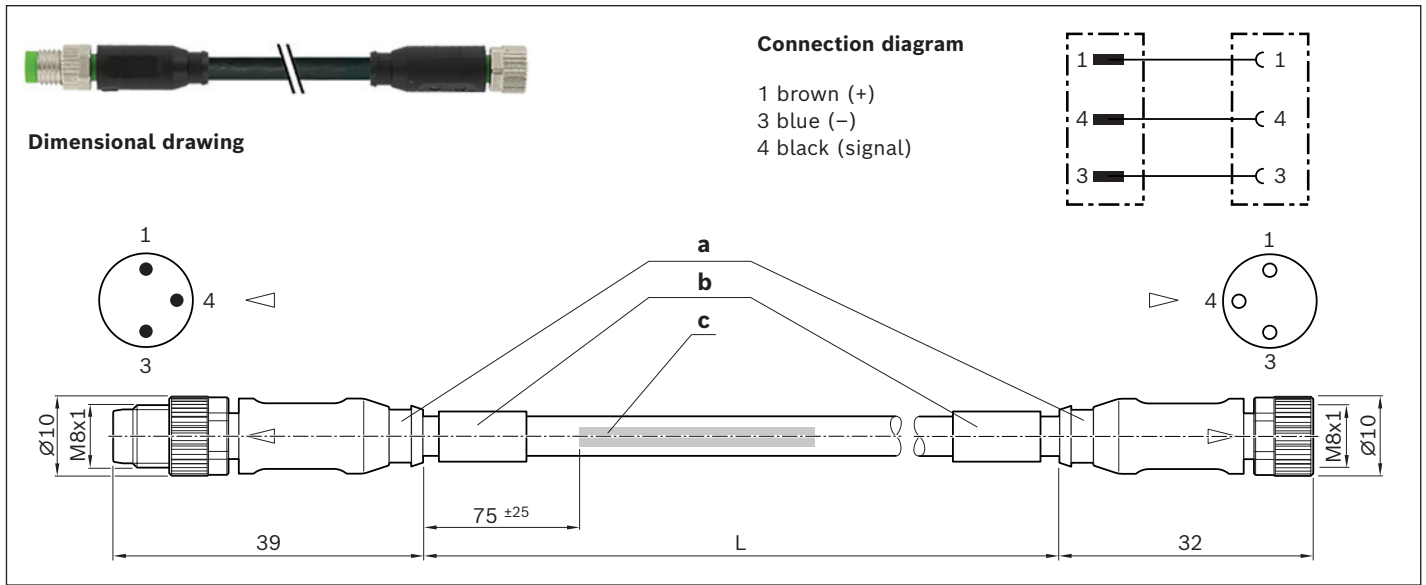 Connection diagram
1 brown (+)
3 blue (−)
4 black (signal)
1 1
4 4
3 3
Dimensional drawing
1
4
3
a
b
c
1
4
3
Ø10
M8x1
M8x1
Ø10
75 ±25
39
L
32